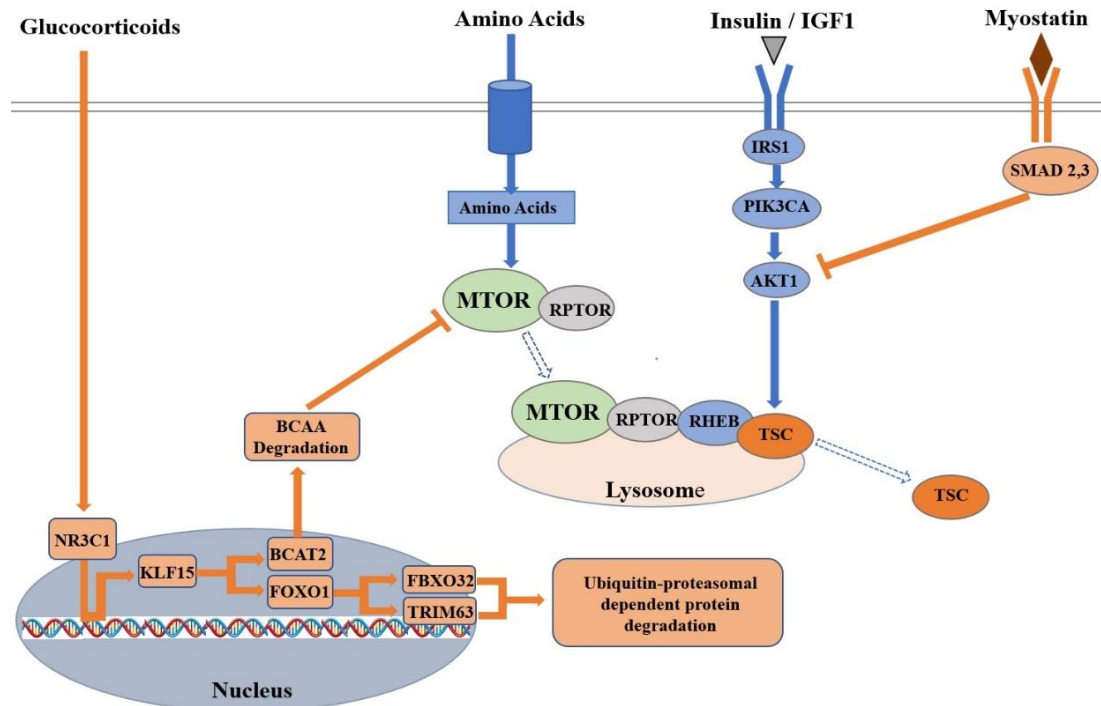 Glucocorticoids
Amino Acids
Insulin / IGF1
Myostatin
IRS1
SMAD 2,3
Amino Acids
PIK3CA
AKT1
MTOR
RPTOR
MTOR
RPTOR
RHEB
TSC
BCAA
Degradation
Lysosome
TSC
NR3C1
BCAT2
KLF15
FOXO1
FBXO32
TRIM63
Ubiquitin-proteasomal
dependent protein
degradation
Nucleus